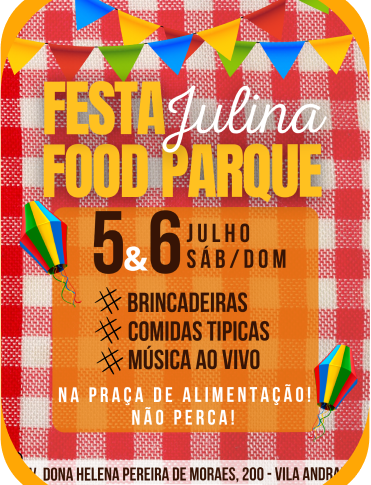 FESTA Julina
FOOD PARQUE
5&6 JULHO
SÁB/DOM
# BRINCADEIRAS
# COMIDAS TIPICAS
# MÚSICA AO VIVO
NA PRAÇA DE ALIMENTAÇÃO!
NÃO PERCA!
DONA HELENA PEREIRA DE MORAES, 200 - VILA